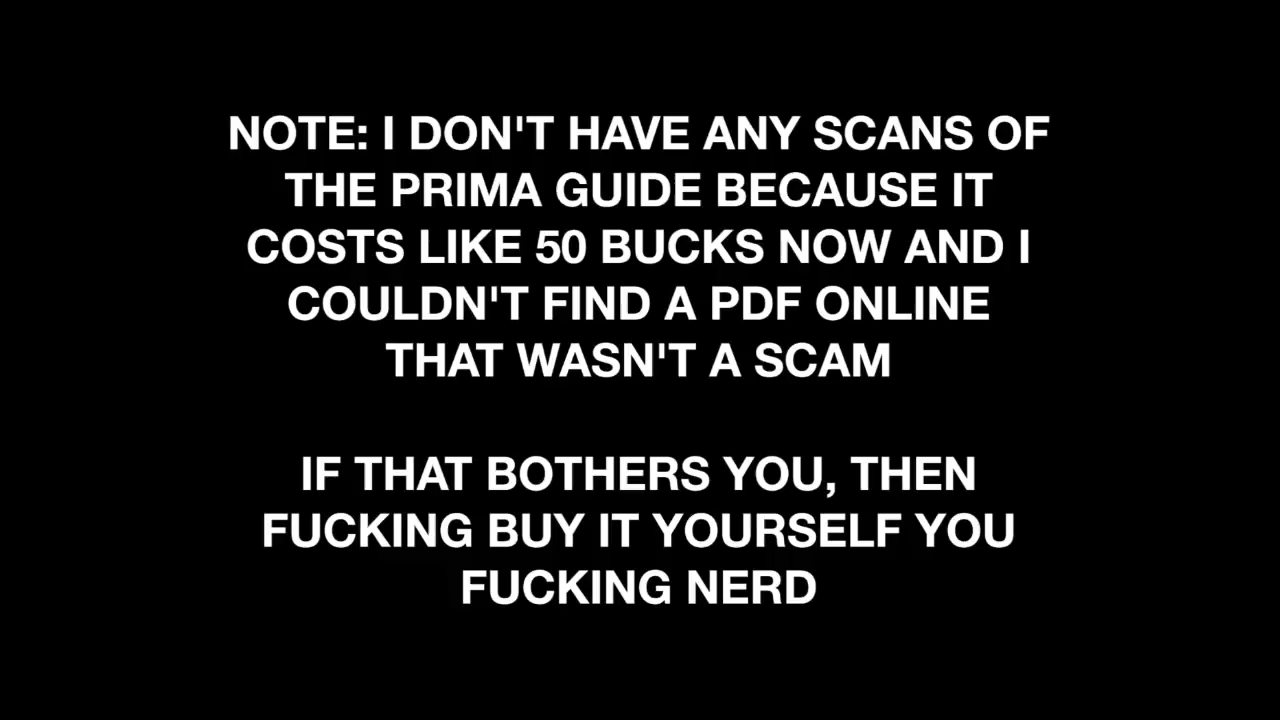 NOTE: I DON'T HAVE ANY SCANS OF
THE PRIMA GUIDE BECAUSE IT
COSTS LIKE 50 BUCKS NOW AND I
COULDN'T FIND A PDF ONLINE
THAT WASN'T A SCAM
IF THAT BOTHERS YOU, THEN
FUCKING BUY IT YOURSELF YOU
FUCKING NERD